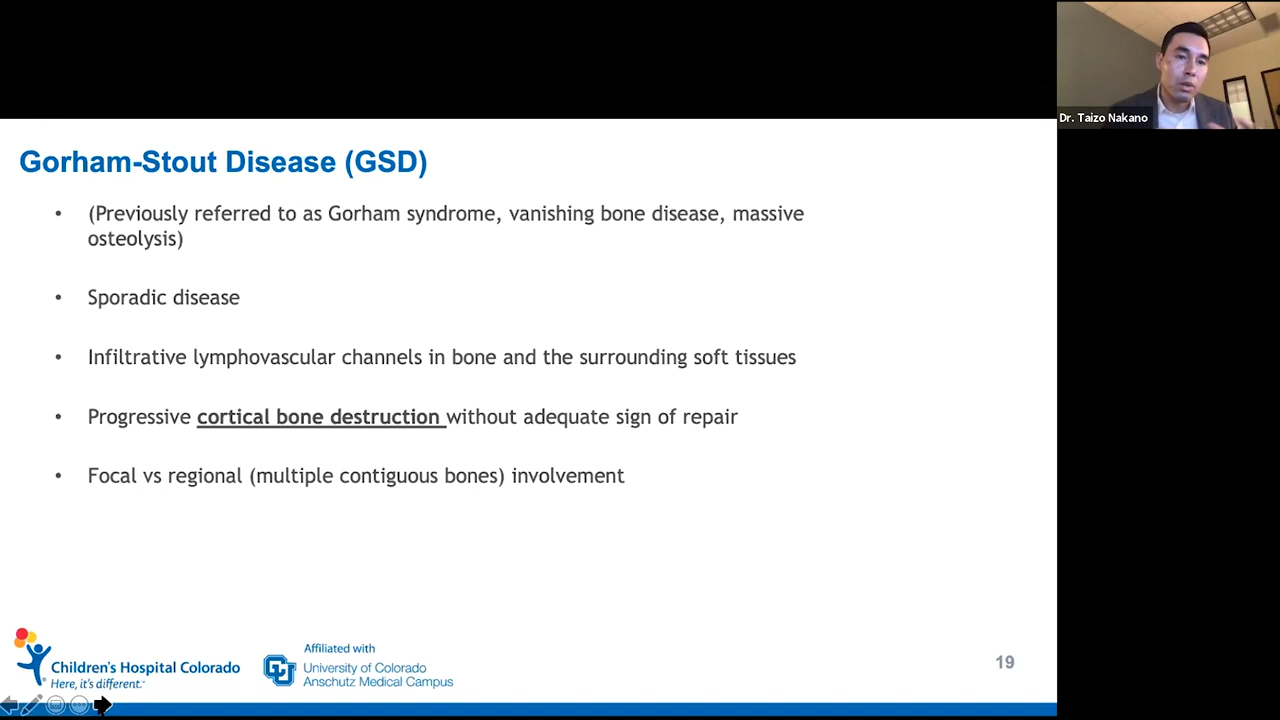 Dr. Taizo Nakano
Gorham-Stout Disease (GSD)
• (Previously referred to as Gorham syndrome, vanishing bone disease, massive
osteolysis)
• Sporadic disease
• Infiltrative lymphovascular channels in bone and the surrounding soft tissues
• Progressive cortical bone destruction without adequate sign of repair
• Focal vs regional (multiple contiguous bones) involvement
Children's Hospital Colorado
Here, it's different.™
Affiliated with
University of Colorado
Anschutz Medical Campus
19